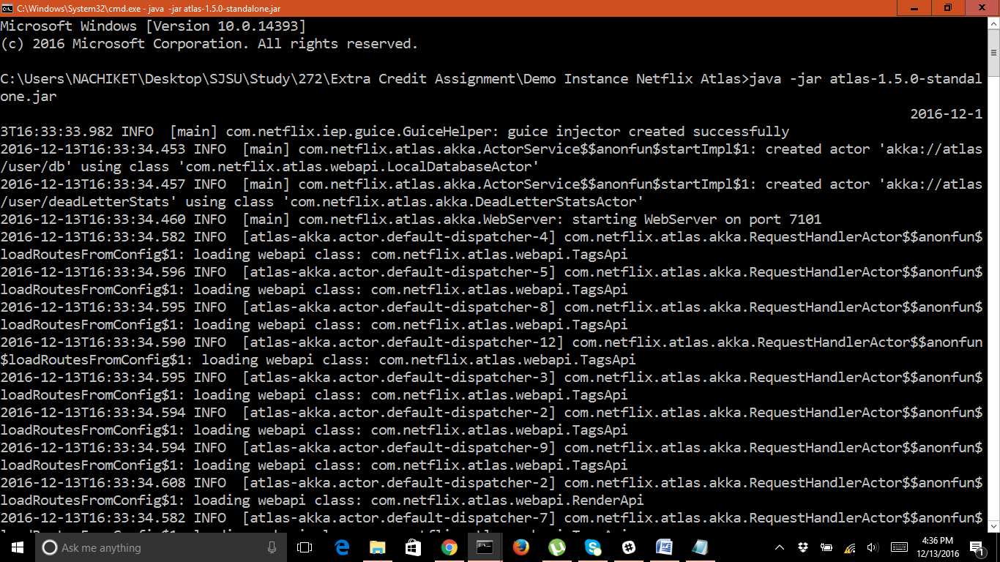 C:\Windows\System32\cmd.exe - java  -jar atlas-1.5.0-standalone.jar
Microsoft Windows [Version 10.0.14393]
(c) 2016 Microsoft Corporation. All rights reserved.
C:\Users\NACHIKET\Desktop\SJSU\Study\272\Extra Credit Assignment\Demo Instance Netflix Atlas>java -jar atlas-1.5.0-standal
one.jar
2016-12-1
3T16:33:33.982 INFO  [main] com.netflix.iep.guice.GuiceHelper: guice injector created successfully
2016-12-13T16:33:34.453 INFO  [main] com.netflix.atlas.akka.ActorService$$anonfun$startImpl$1: created actor 'akka://atlas
/user/db' using class 'com.netflix.atlas.webapi.LocalDatabaseActor'
2016-12-13T16:33:34.457 INFO  [main] com.netflix.atlas.akka.ActorService$$anonfun$startImpl$1: created actor 'akka://atlas
/user/deadLetterStats' using class 'com.netflix.atlas.akka.DeadLetterStatsActor'
2016-12-13T16:33:34.460 INFO  [main] com.netflix.atlas.akka.WebServer: starting WebServer on port 7101
2016-12-13T16:33:34.582 INFO  [atlas-akka.actor.default-dispatcher-4] com.netflix.atlas.akka.RequestHandlerActor$$anonfun$
loadRoutesFromConfig$1: loading webapi class: com.netflix.atlas.webapi.TagsApi
2016-12-13T16:33:34.596 INFO  [atlas-akka.actor.default-dispatcher-5] com.netflix.atlas.akka.RequestHandlerActor$$anonfun$
loadRoutesFromConfig$1: loading webapi class: com.netflix.atlas.webapi.TagsApi
2016-12-13T16:33:34.595 INFO  [atlas-akka.actor.default-dispatcher-8] com.netflix.atlas.akka.RequestHandlerActor$$anonfun$
loadRoutesFromConfig$1: loading webapi class: com.netflix.atlas.webapi.TagsApi
2016-12-13T16:33:34.590 INFO  [atlas-akka.actor.default-dispatcher-12] com.netflix.atlas.akka.RequestHandlerActor$$anonfun
$loadRoutesFromConfig$1: loading webapi class: com.netflix.atlas.webapi.TagsApi
2016-12-13T16:33:34.595 INFO  [atlas-akka.actor.default-dispatcher-3] com.netflix.atlas.akka.RequestHandlerActor$$anonfun$
loadRoutesFromConfig$1: loading webapi class: com.netflix.atlas.webapi.TagsApi
2016-12-13T16:33:34.594 INFO  [atlas-akka.actor.default-dispatcher-2] com.netflix.atlas.akka.RequestHandlerActor$$anonfun$
loadRoutesFromConfig$1: loading webapi class: com.netflix.atlas.webapi.TagsApi
2016-12-13T16:33:34.594 INFO  [atlas-akka.actor.default-dispatcher-9] com.netflix.atlas.akka.RequestHandlerActor$$anonfun$
loadRoutesFromConfig$1: loading webapi class: com.netflix.atlas.webapi.TagsApi
2016-12-13T16:33:34.608 INFO  [atlas-akka.actor.default-dispatcher-2] com.netflix.atlas.akka.RequestHandlerActor$$anonfun$
loadRoutesFromConfig$1: loading webapi class: com.netflix.atlas.webapi.RenderApi
2016-12-13T16:33:34.582 INFO  [atlas-akka.actor.default-dispatcher-7] com.netflix.atlas.akka.RequestHandlerActor$$anonfun$
Ask me anything
4:36 PM
12/13/2016
1